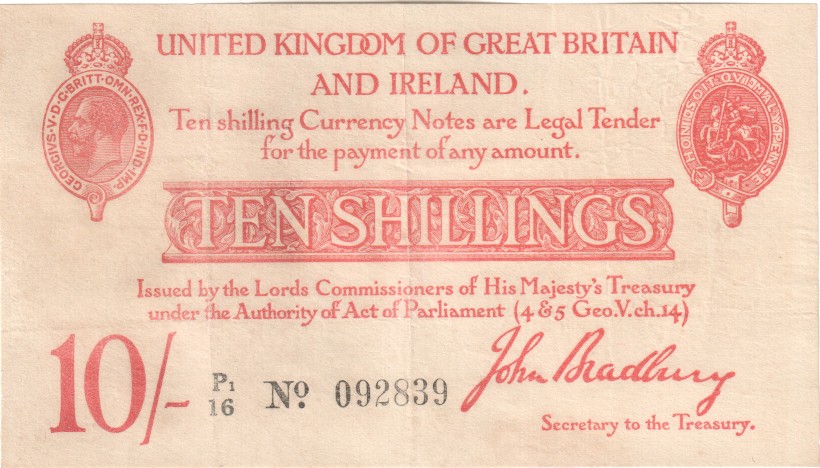 GEORGIVS·V·D·G·BRITT·OMN·REX·F·D·IND·IMP·
HONI·SOIT·QVI·MAL·Y·PENSE
UNITED KINGDOM OF GREAT BRITAIN
AND IRELAND.
Ten shilling Currency Notes are Legal Tender
for the payment of any amount.
TEN SHILLINGS
Issued by the Lords Commissioners of His Majesty's Treasury
under the Authority of Act of Parliament (4 & 5 Geo.V.ch.14)
10/-
P1
16
No. 092839
John Bradbury
Secretary to the Treasury.